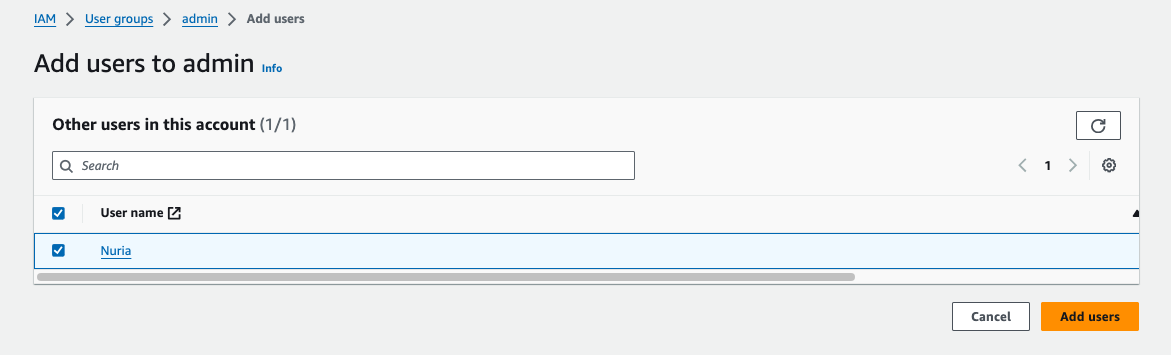 IAM > User groups > admin > Add users
Add users to admin Info
Other users in this account (1/1)
Search
1
User name
Nuria
Cancel Add users